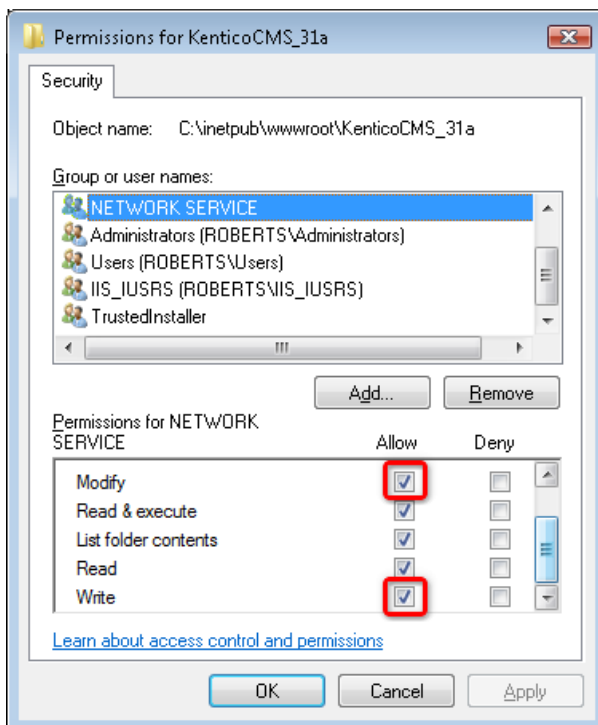 Permissions for KenticoCMS_31a
Security
Object name: C:\inetpub\wwwroot\KenticoCMS_31a
Group or user names:
NETWORK SERVICE
Administrators (ROBERTS\Administrators)
Users (ROBERTS\Users)
IIS_IUSRS (ROBERTS\IIS_IUSRS)
TrustedInstaller
Add... Remove
Permissions for NETWORK
SERVICE Allow Deny
Modify
Read & execute
List folder contents
Read
Write
Learn about access control and permissions
OK Cancel Apply